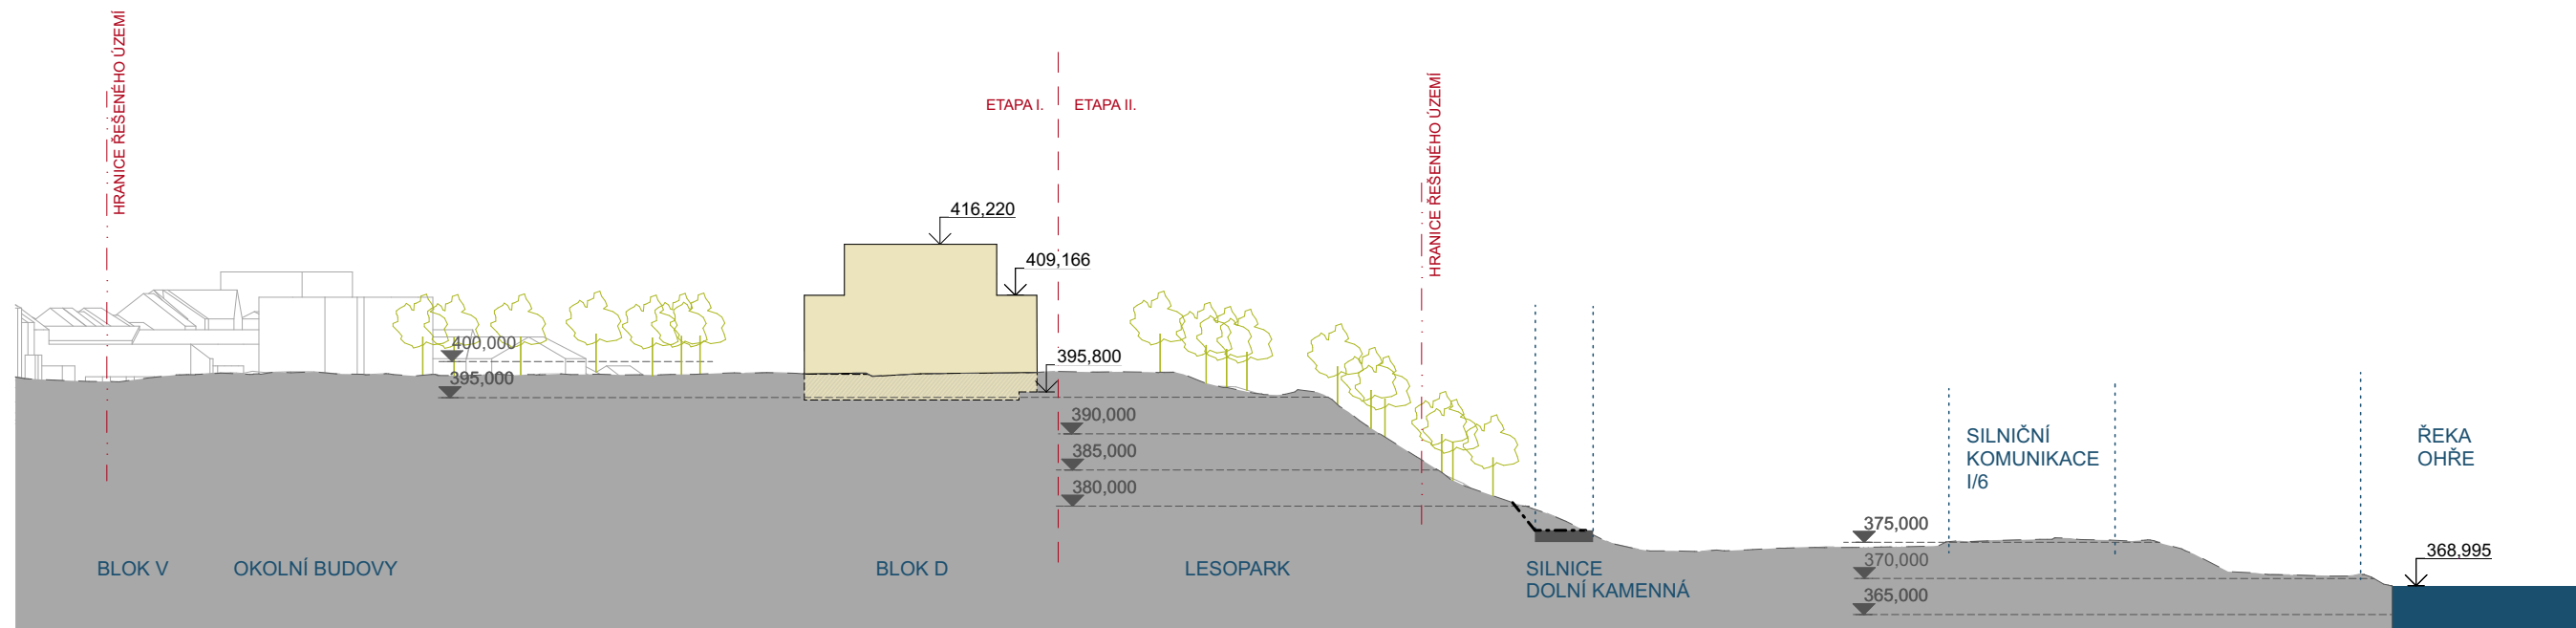 HRANICE ŘEŠENÉHO ÚZEMÍ
ETAPA I.
ETAPA II.
HRANICE ŘEŠENÉHO ÚZEMÍ
416,220
409,166
395,800
400,000
395,000
390,000
385,000
380,000
375,000
370,000
365,000
368,995
SILNIČNÍ
KOMUNIKACE
I/6
ŘEKA
OHŘE
BLOK V
OKOLNÍ BUDOVY
BLOK D
LESOPARK
SILNICE
DOLNÍ KAMENNÁ